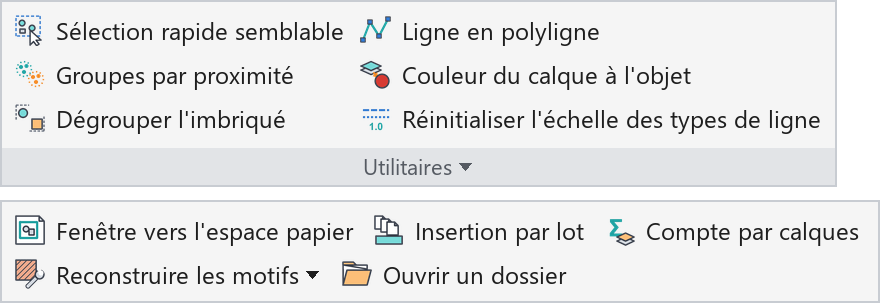 Sélection rapide semblable Ligne en polyligne
Groupes par proximité Couleur du calque à l'objet
Dégrouper l'imbriqué 1.0 Réinitialiser l'échelle des types de ligne
Utilitaires
Fenêtre vers l'espace papier Insertion par lot Compte par calques
Reconstruire les motifs Ouvrir un dossier